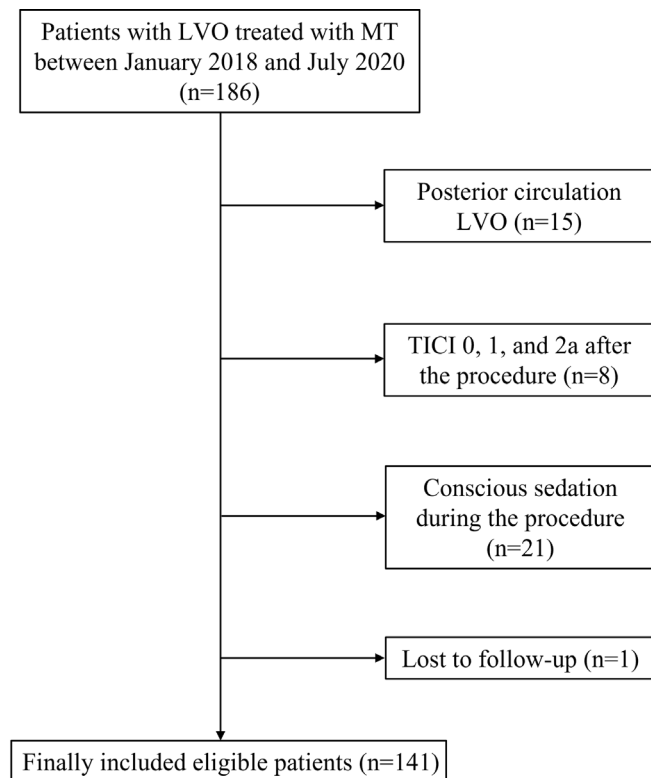 Patients with LVO treated with MT
between January 2018 and July 2020
(n=186)
Posterior circulation
LVO (n=15)
TICI 0, 1, and 2a after
the procedure (n=8)
Conscious sedation
during the procedure
(n=21)
Lost to follow-up (n=1)
Finally included eligible patients (n=141)